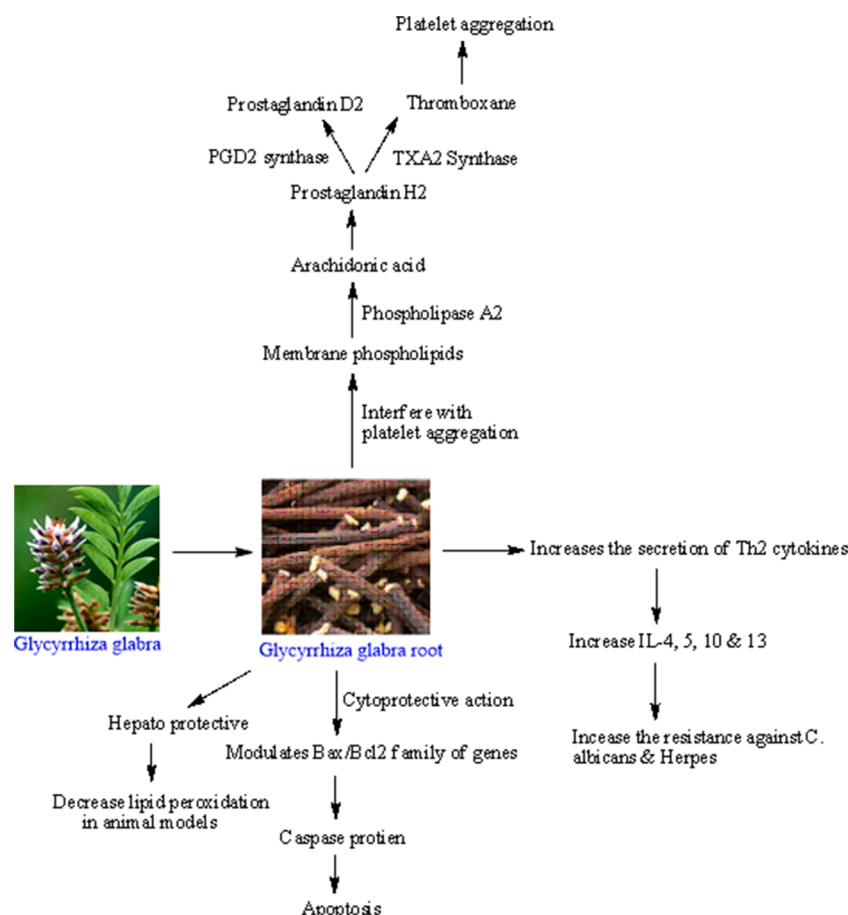 Platelet aggregation
Prostaglandin D2
Thromboxane
PGD2 synthase
TXA2 Synthase
Prostaglandin H2
Arachidonic acid
Phospholipase A2
Membrane phospholipids
Interfere with
platelet aggregation
Increases the secretion of Th2 cytokines
Glycyrrhiza glabra
Glycyrrhiza glabra root
Increase IL-4, 5, 10 & 13
Cytoprotective action
Hepato protective
Modulates Bax/Bcl2 family of genes
Incease the resistance against C.
albicans & Herpes
Decrease lipid peroxidation
in animal models
Caspase protien
Apoptosis